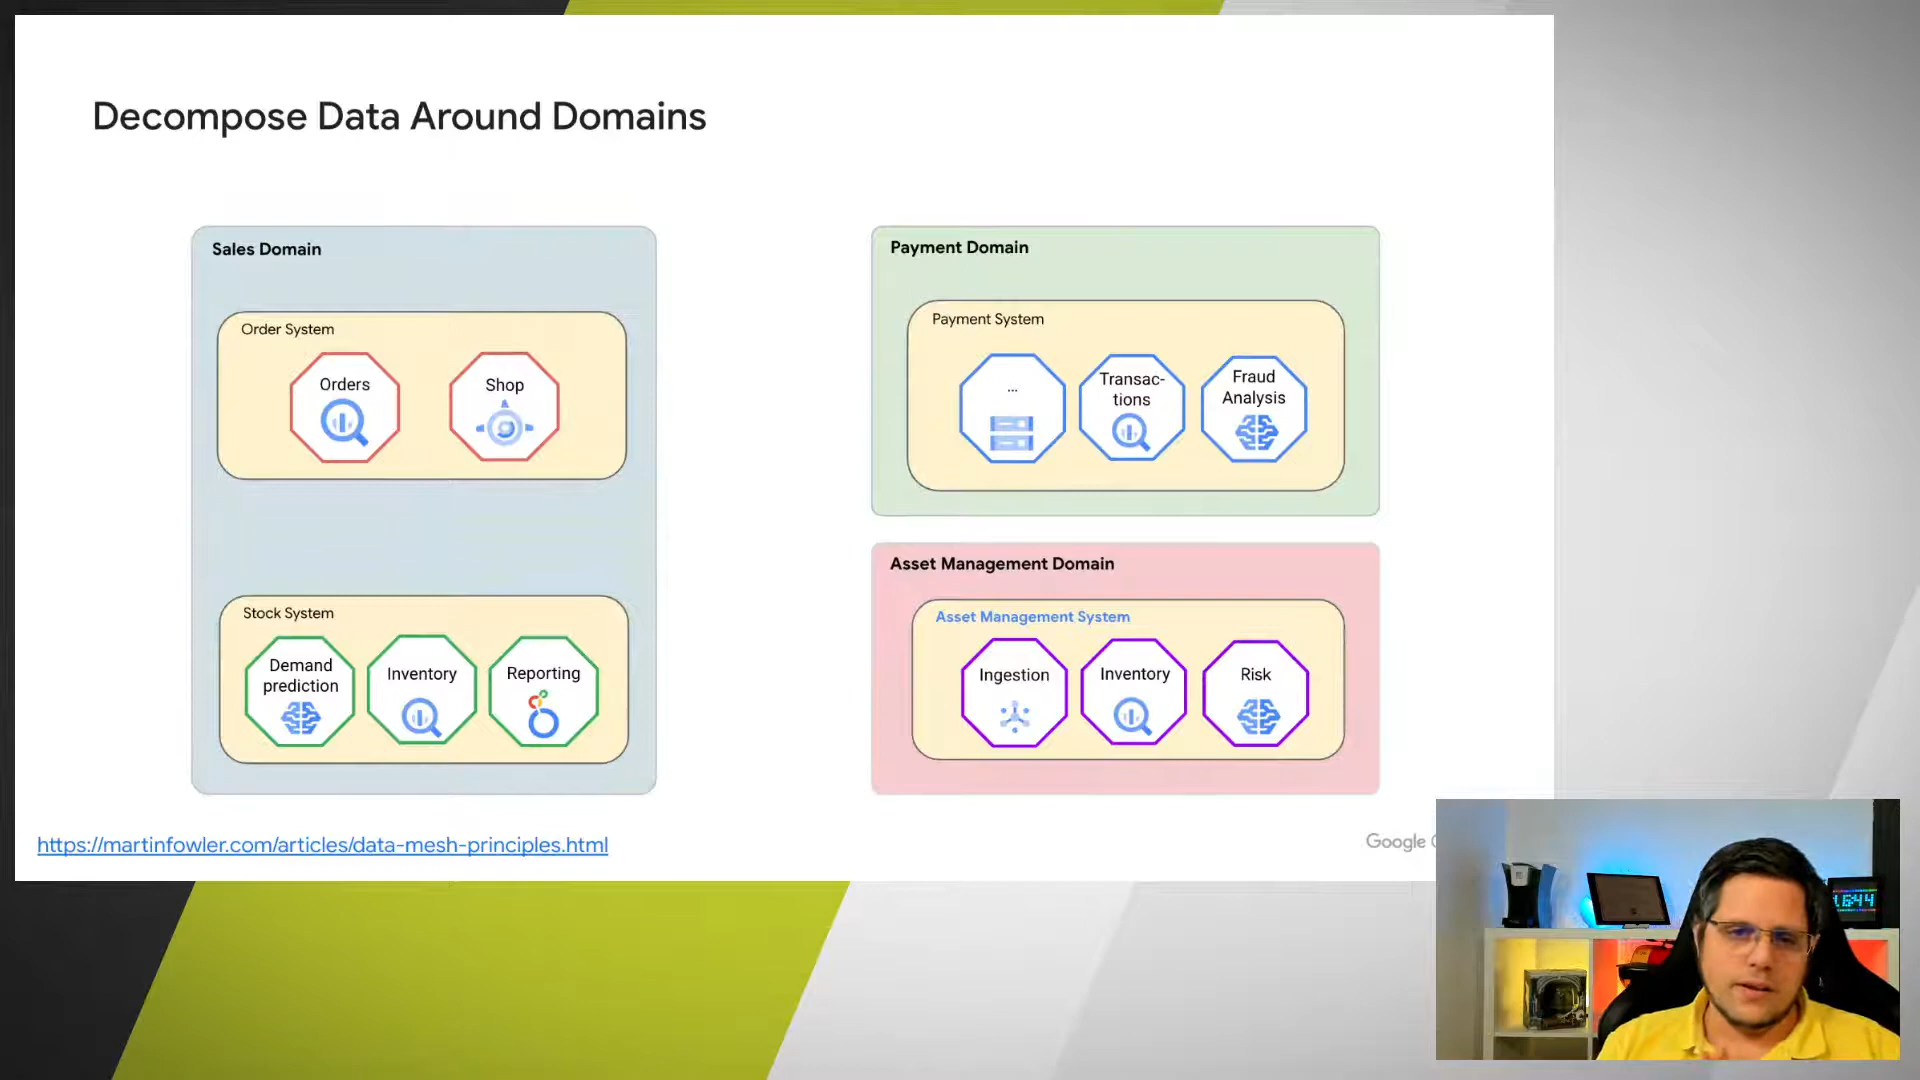 Decompose Data Around Domains
Sales Domain
Order System
Orders
Shop
Stock System
Demand
prediction
Inventory
Reporting
Payment Domain
Payment System
...
Transac-
tions
Fraud
Analysis
Asset Management Domain
Asset Management System
Ingestion
Inventory
Risk
https://martinfowler.com/articles/data-mesh-principles.html
Google
16:44